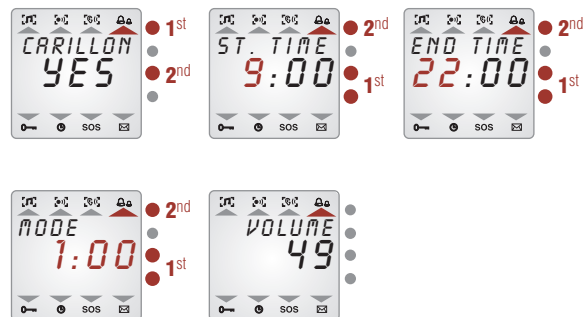 1st
CARILLON
YES
2nd
SOS
2nd
ST. TIME
9:00
1st
SOS
2nd
END TIME
22:00
1st
SOS
2nd
MODE
1:00
1st
SOS
VOLUME
49
SOS